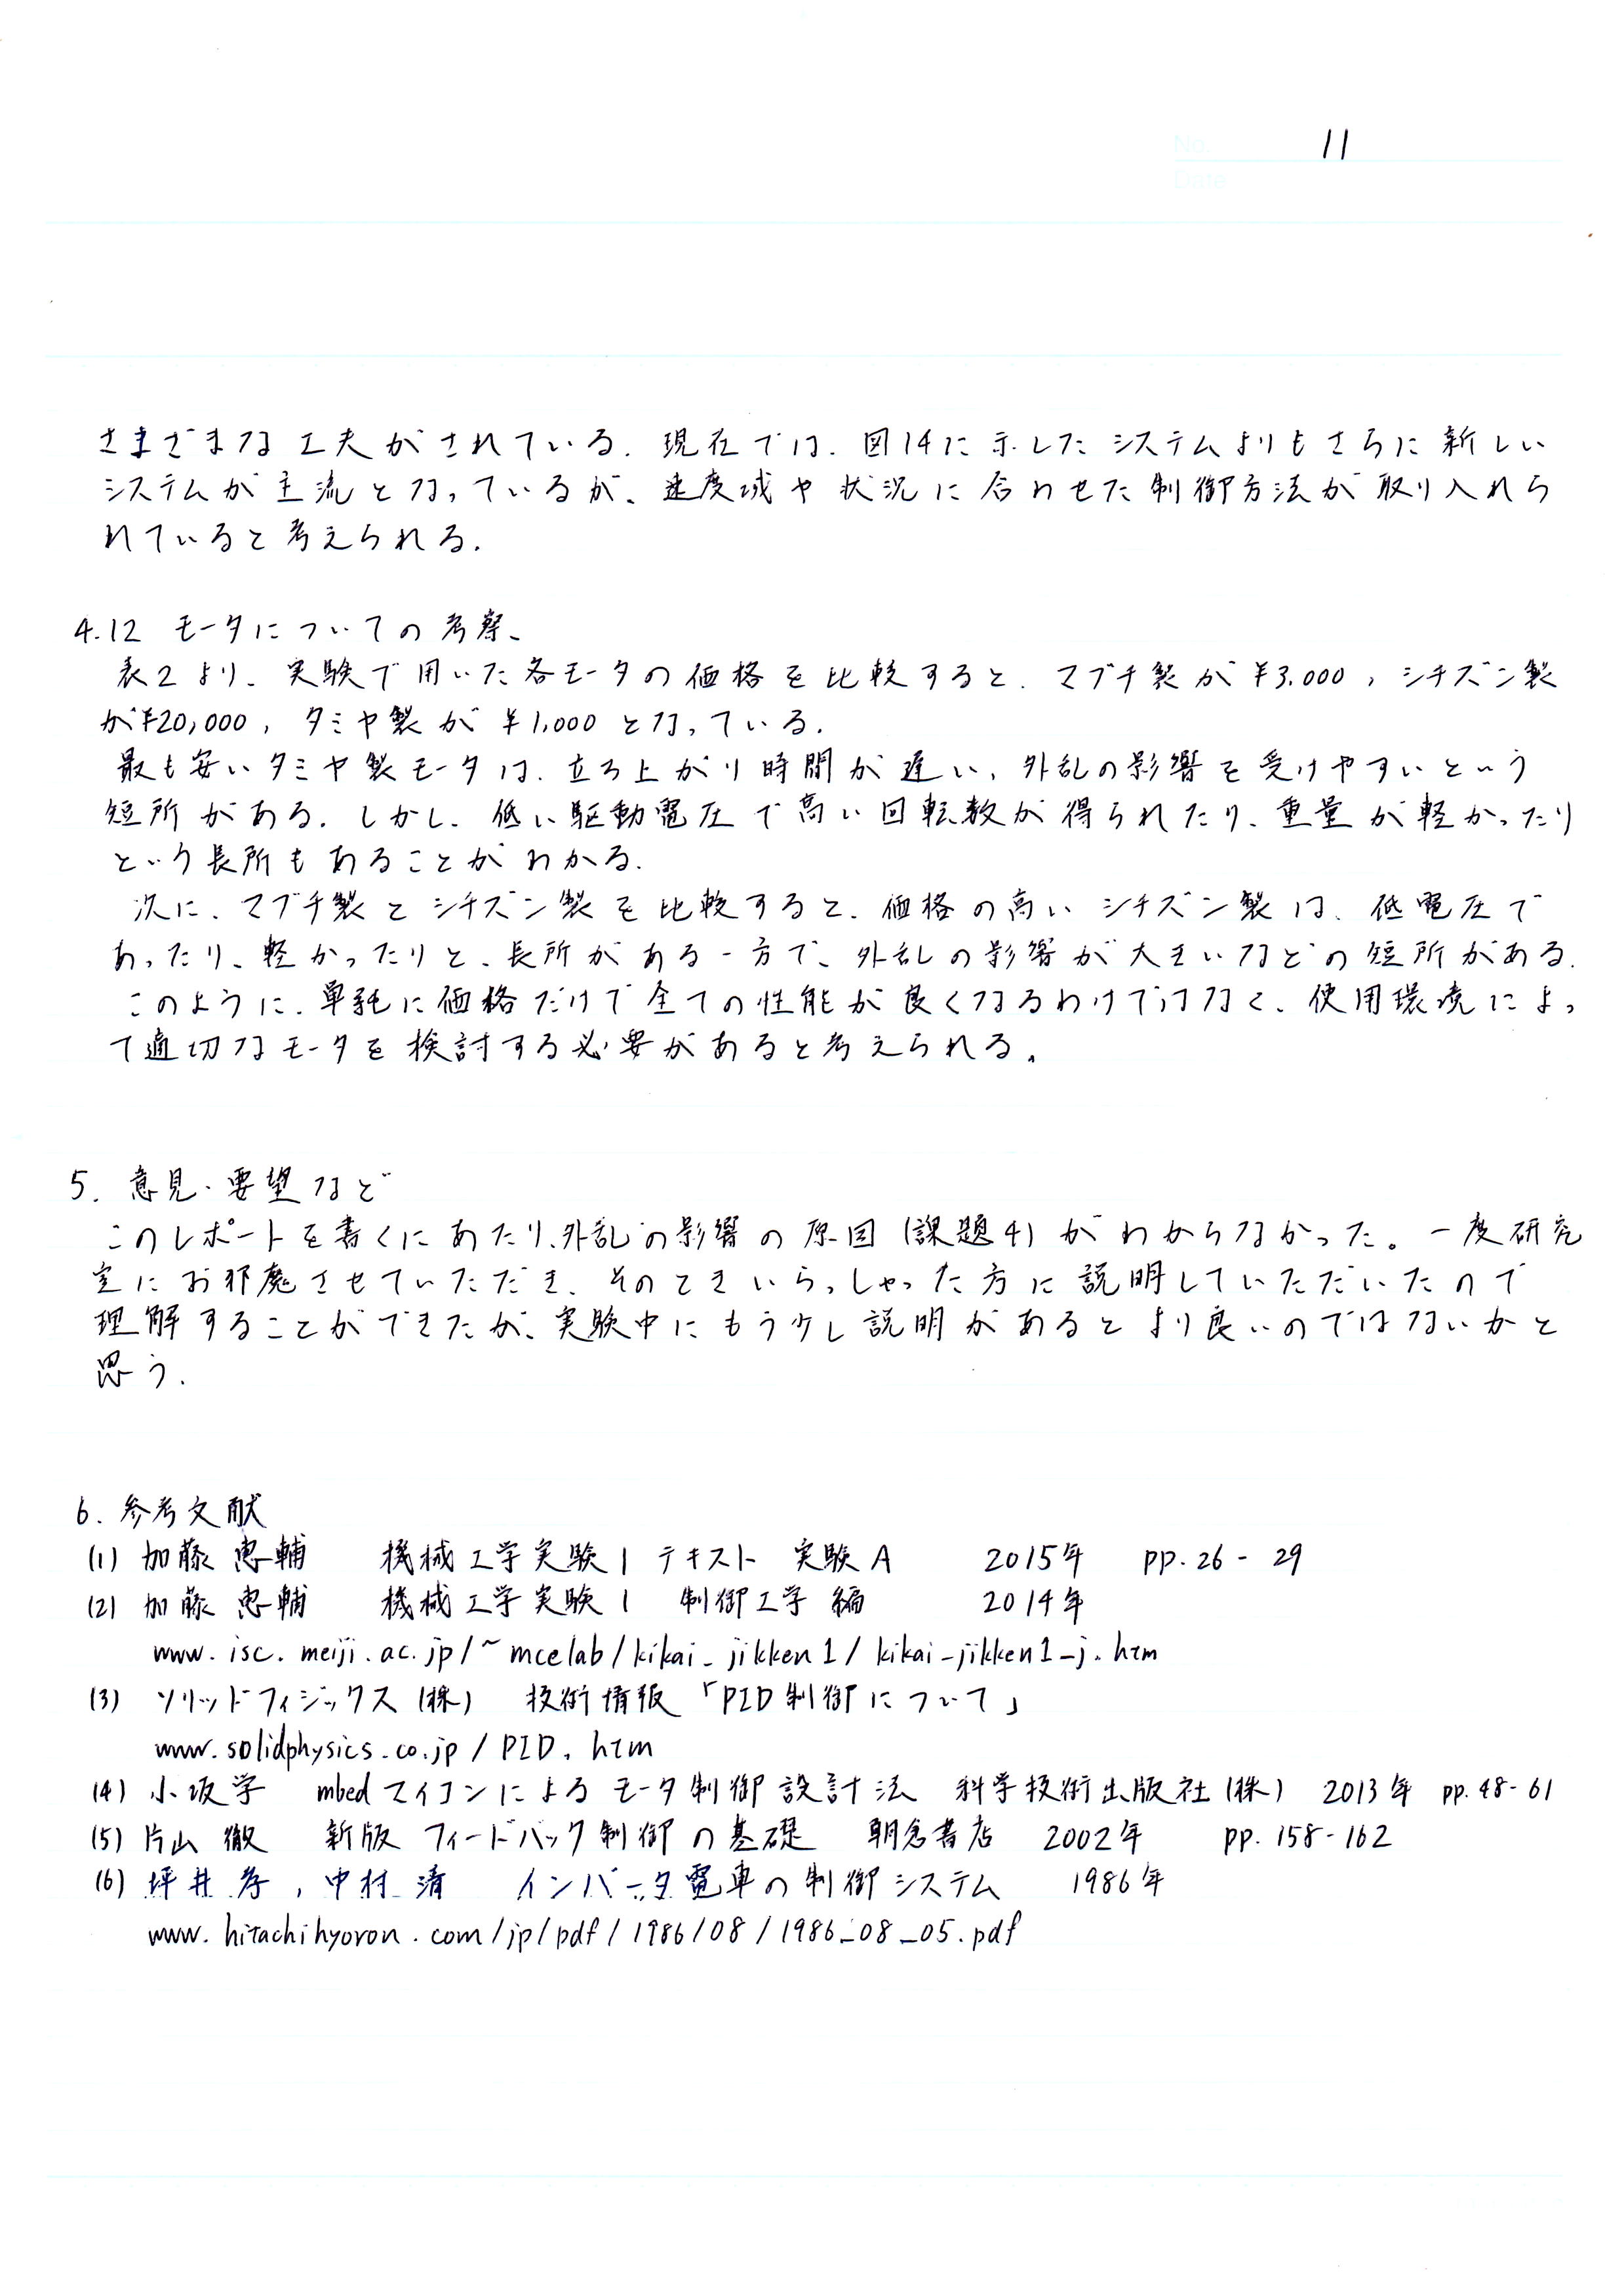 No. 11
Date
さまざまな工夫がされている. 現在では. 図14に示したシステムよりもさらに新しい
システムが主流となっているが、速度域や状況に合わせた制御方法が取り入れら
れていると考えられる.
4.12 モータについての考察、
表2より、実験で用いた各モータの価格を比較すると. マブチ製が¥3,000, シチズン製
が¥20,000, タミヤ製が ¥1,000となっている.
最も安いタミヤ製モータは. 立ち上がり時間が遅い、外乱の影響を受けやすいという
短所がある. しかし、低い駆動電圧で高い回転数が得られたり、重量が軽かったり
という長所もあることがわかる.
次に、マブチ製とシチズン製を比較すると、価格の高いシチズン製は、低電圧で
あったり、軽かったりと、長所がある一方で、外乱の影響が大きいなどの短所がある.
このように、単純に価格だけで全ての性能が良くなるわけではなく、使用環境によっ
て適切なモータを検討する必要があると考えられる。
5. 意見・要望など
このレポートを書くにあたり、外乱の影響の原因(課題4)がわからなかった。一度研究
室にお邪魔させていただき、そのときいらっしゃった方に説明していただいたので
理解することができたが、実験中にもう少し説明があるとより良いのではないかと
思う.
6. 参考文献
(1) 加藤 恵輔 機械工学実験1 テキスト 実験A 2015年 pp.26-29
(2) 加藤 恵輔 機械工学実験1 制御工学編 2014年
www.isc.meiji.ac.jp/~mcelab/kikai_jikken1/kikai_jikken1_j.htm
(3) ソリッドフィジックス(株) 技術情報「PID制御について」
www.solidphysics.co.jp/PID.htm
(4) 小坂学 mbedマイコンによるモータ制御設計法 科学技術出版社(株) 2013年 pp.48-61
(5) 片山 徹 新版 フィードバック制御の基礎 朝倉書店 2002年 pp.158-162
(6) 坪井 孝, 中村 清 インバータ電車の制御システム 1986年
www.hitachihyoron.com/jp/pdf/1986/08/1986_08_05.pdf